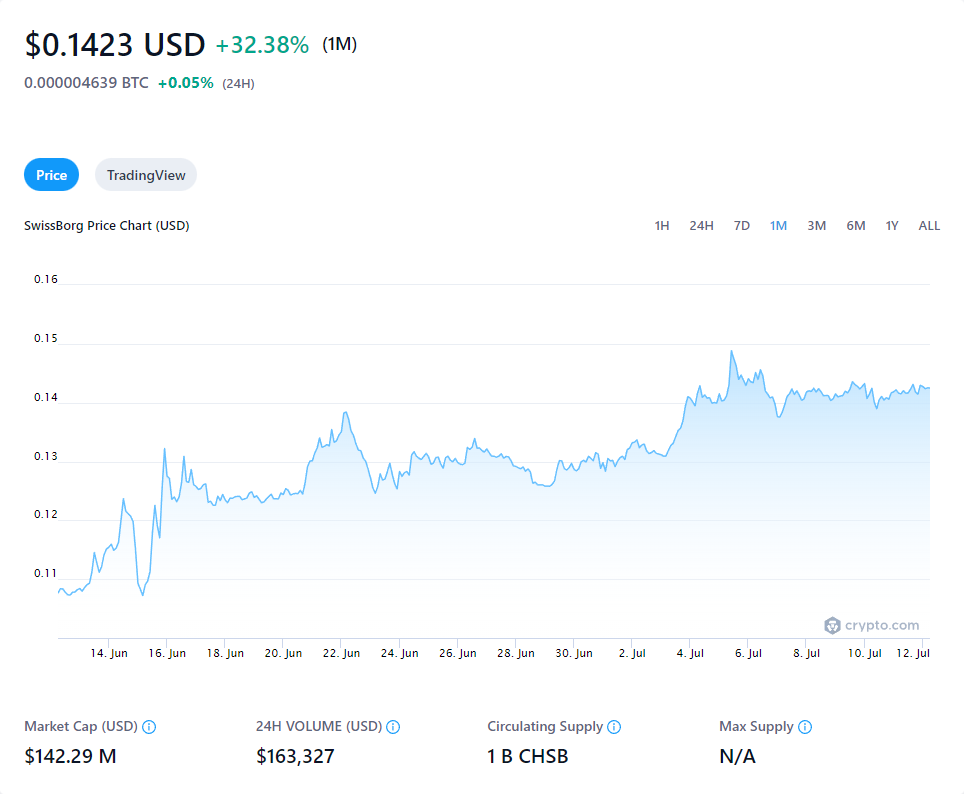 $0.1423 USD +32.38% (1M)
0.000004639 BTC +0.05% (24H)
Price TradingView
SwissBorg Price Chart (USD) 1H 24H 7D 1M 3M 6M 1Y ALL
0.16
0.15
0.14
0.13
0.12
0.11
crypto.com
14. Jun 16. Jun 18. Jun 20. Jun 22. Jun 24. Jun 26. Jun 28. Jun 30. Jun 2. Jul 4. Jul 6. Jul 8. Jul 10. Jul 12. Jul
Market Cap (USD) 24H VOLUME (USD) Circulating Supply Max Supply
$142.29 M $163,327 1 B CHSB N/A